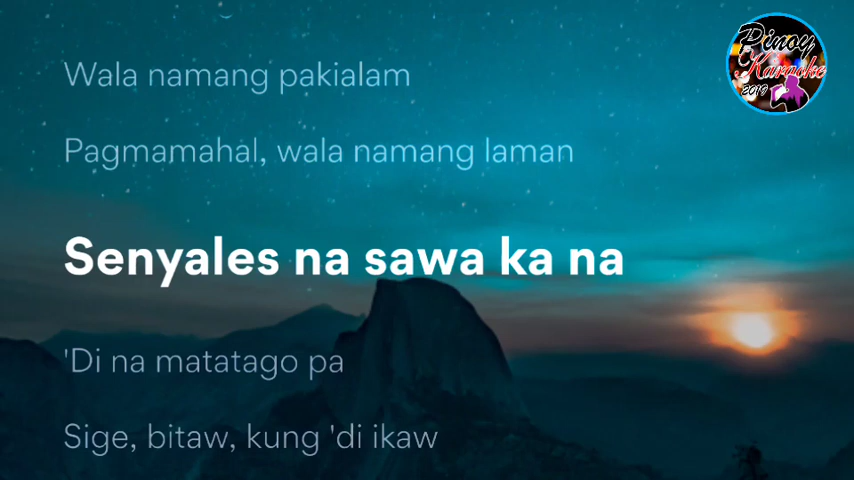 Pinoy
Karaoke
2019
Wala namang pakialam
Pagmamahal, wala namang laman
Senyales na sawa ka na
'Di na matatago pa
Sige, bitaw, kung 'di ikaw